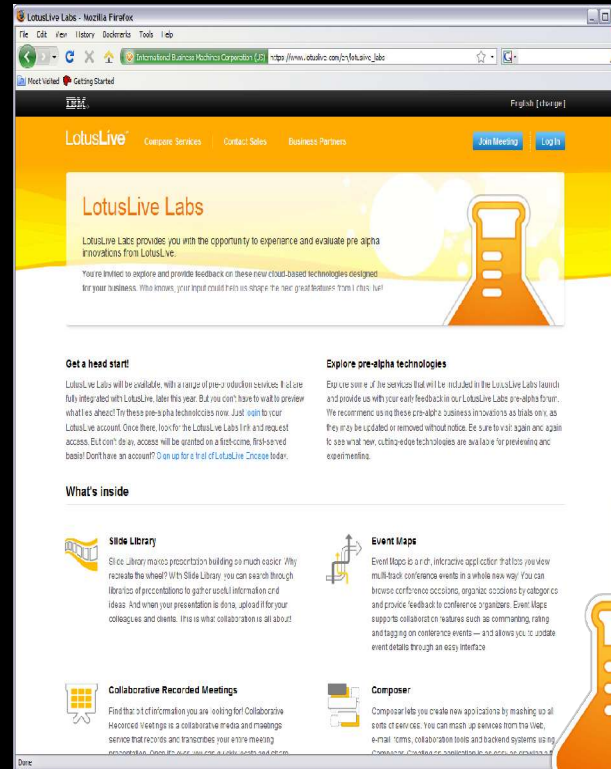 LotusLive Labs - Mozilla Firefox
File Edit View History Bookmarks Tools Help
International Business Machines Corporation (US) https://www.lotuslive.com/en/lotuslive_labs
Most Visited Getting Started
IBM
English [change]
LotusLive Compare Services Contact Sales Business Partners Join Meeting Log In
LotusLive Labs
LotusLive Labs provides you with the opportunity to experience and evaluate pre-alpha
innovations from LotusLive.
You're invited to explore and provide feedback on these new cloud-based technologies designed
for your business. Who knows, your input could help us shape the next great features from LotusLive!
Get a head start!
LotusLive Labs will be available, with a range of pre-production services that are
fully integrated with LotusLive, later this year. But you don't have to wait to preview
what lies ahead! Try these pre-alpha technologies now. Just login to your
LotusLive account. Once there, look for the LotusLive Labs link and request
access. But don't delay, access will be granted on a first-come, first-served
basis! Don't have an account? Sign up for a trial of LotusLive Engage today.
Explore pre-alpha technologies
Explore some of the services that will be included in the LotusLive Labs launch
and provide us with your early feedback in our LotusLive Labs pre-alpha forum.
We recommend using these pre-alpha business innovations as trials only, as
they may be updated or removed without notice. Be sure to visit again and again
to see what new, cutting-edge technologies are available for previewing and
experimenting.
What's inside
Slide Library
Slide Library makes presentation building so much easier. Why
recreate the wheel? With Slide Library, you can search through
libraries of presentations to gather useful information and
ideas. And when your presentation is done, upload it for your
colleagues and clients. This is what collaboration is all about!
Event Maps
Event Maps is a rich, interactive application that lets you view
multi-track conference events in a whole new way. You can
browse conference sessions, organize sessions by categories
and provide feedback to conference organizers. Event Maps
supports collaboration features such as commenting, rating
and tagging on conference events — and allows you to update
event details through an easy interface.
Collaborative Recorded Meetings
Find that bit of information you are looking for! Collaborative
Recorded Meetings is a collaborative media and meetings
service that records and transcribes your entire meeting
Composer
Composer lets you create new applications by mashing up all
sorts of services. You can mash up services from the Web,
e-mail, forms, collaboration tools and backend systems using
Done